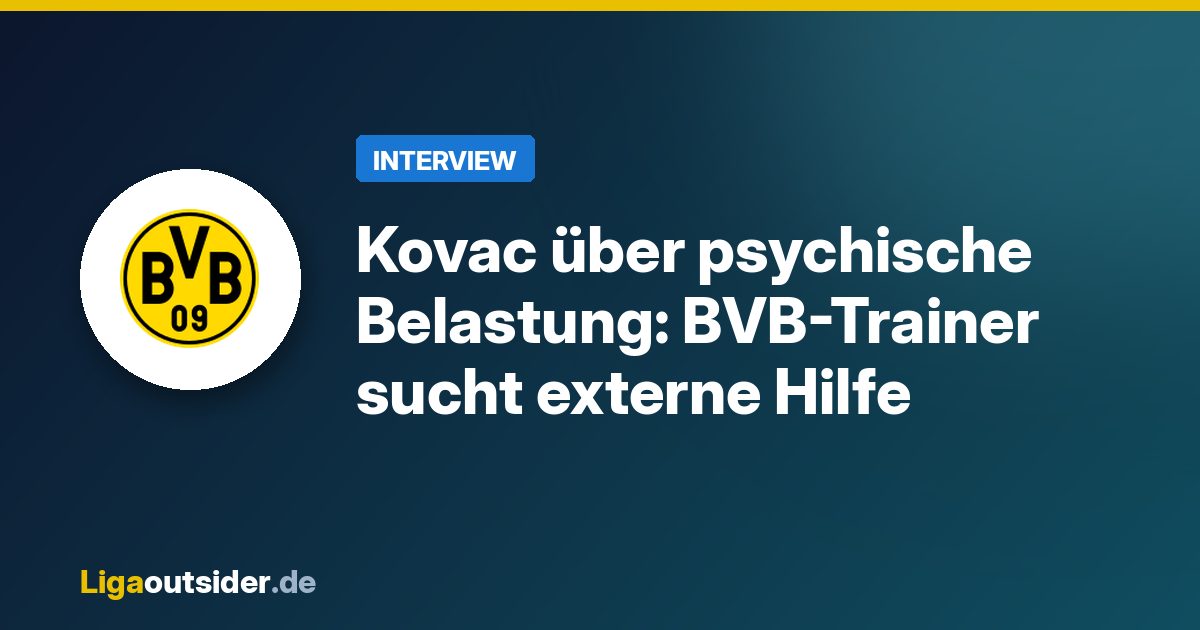 INTERVIEW
Kovac über psychische
Belastung: BVB-Trainer
sucht externe Hilfe
BVB
09
Ligaoutsider.de